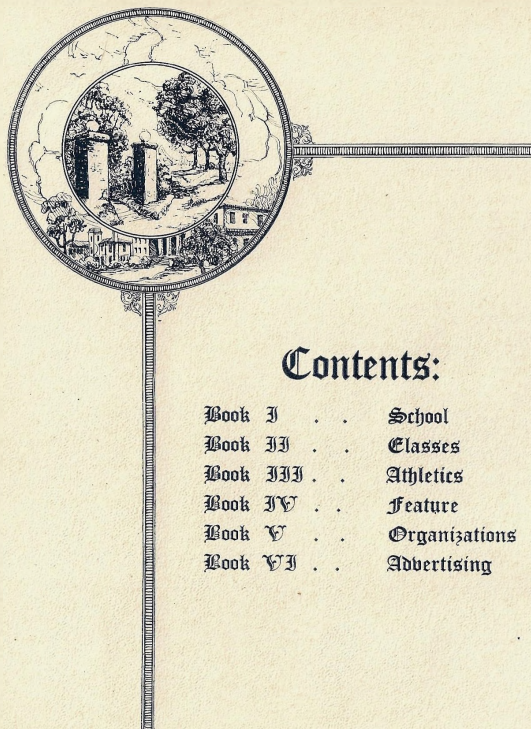 Contents:
Book I . . School
Book II . . Classes
Book III . . Athletics
Book IV . . Feature
Book V . . Organizations
Book VI . . Advertising